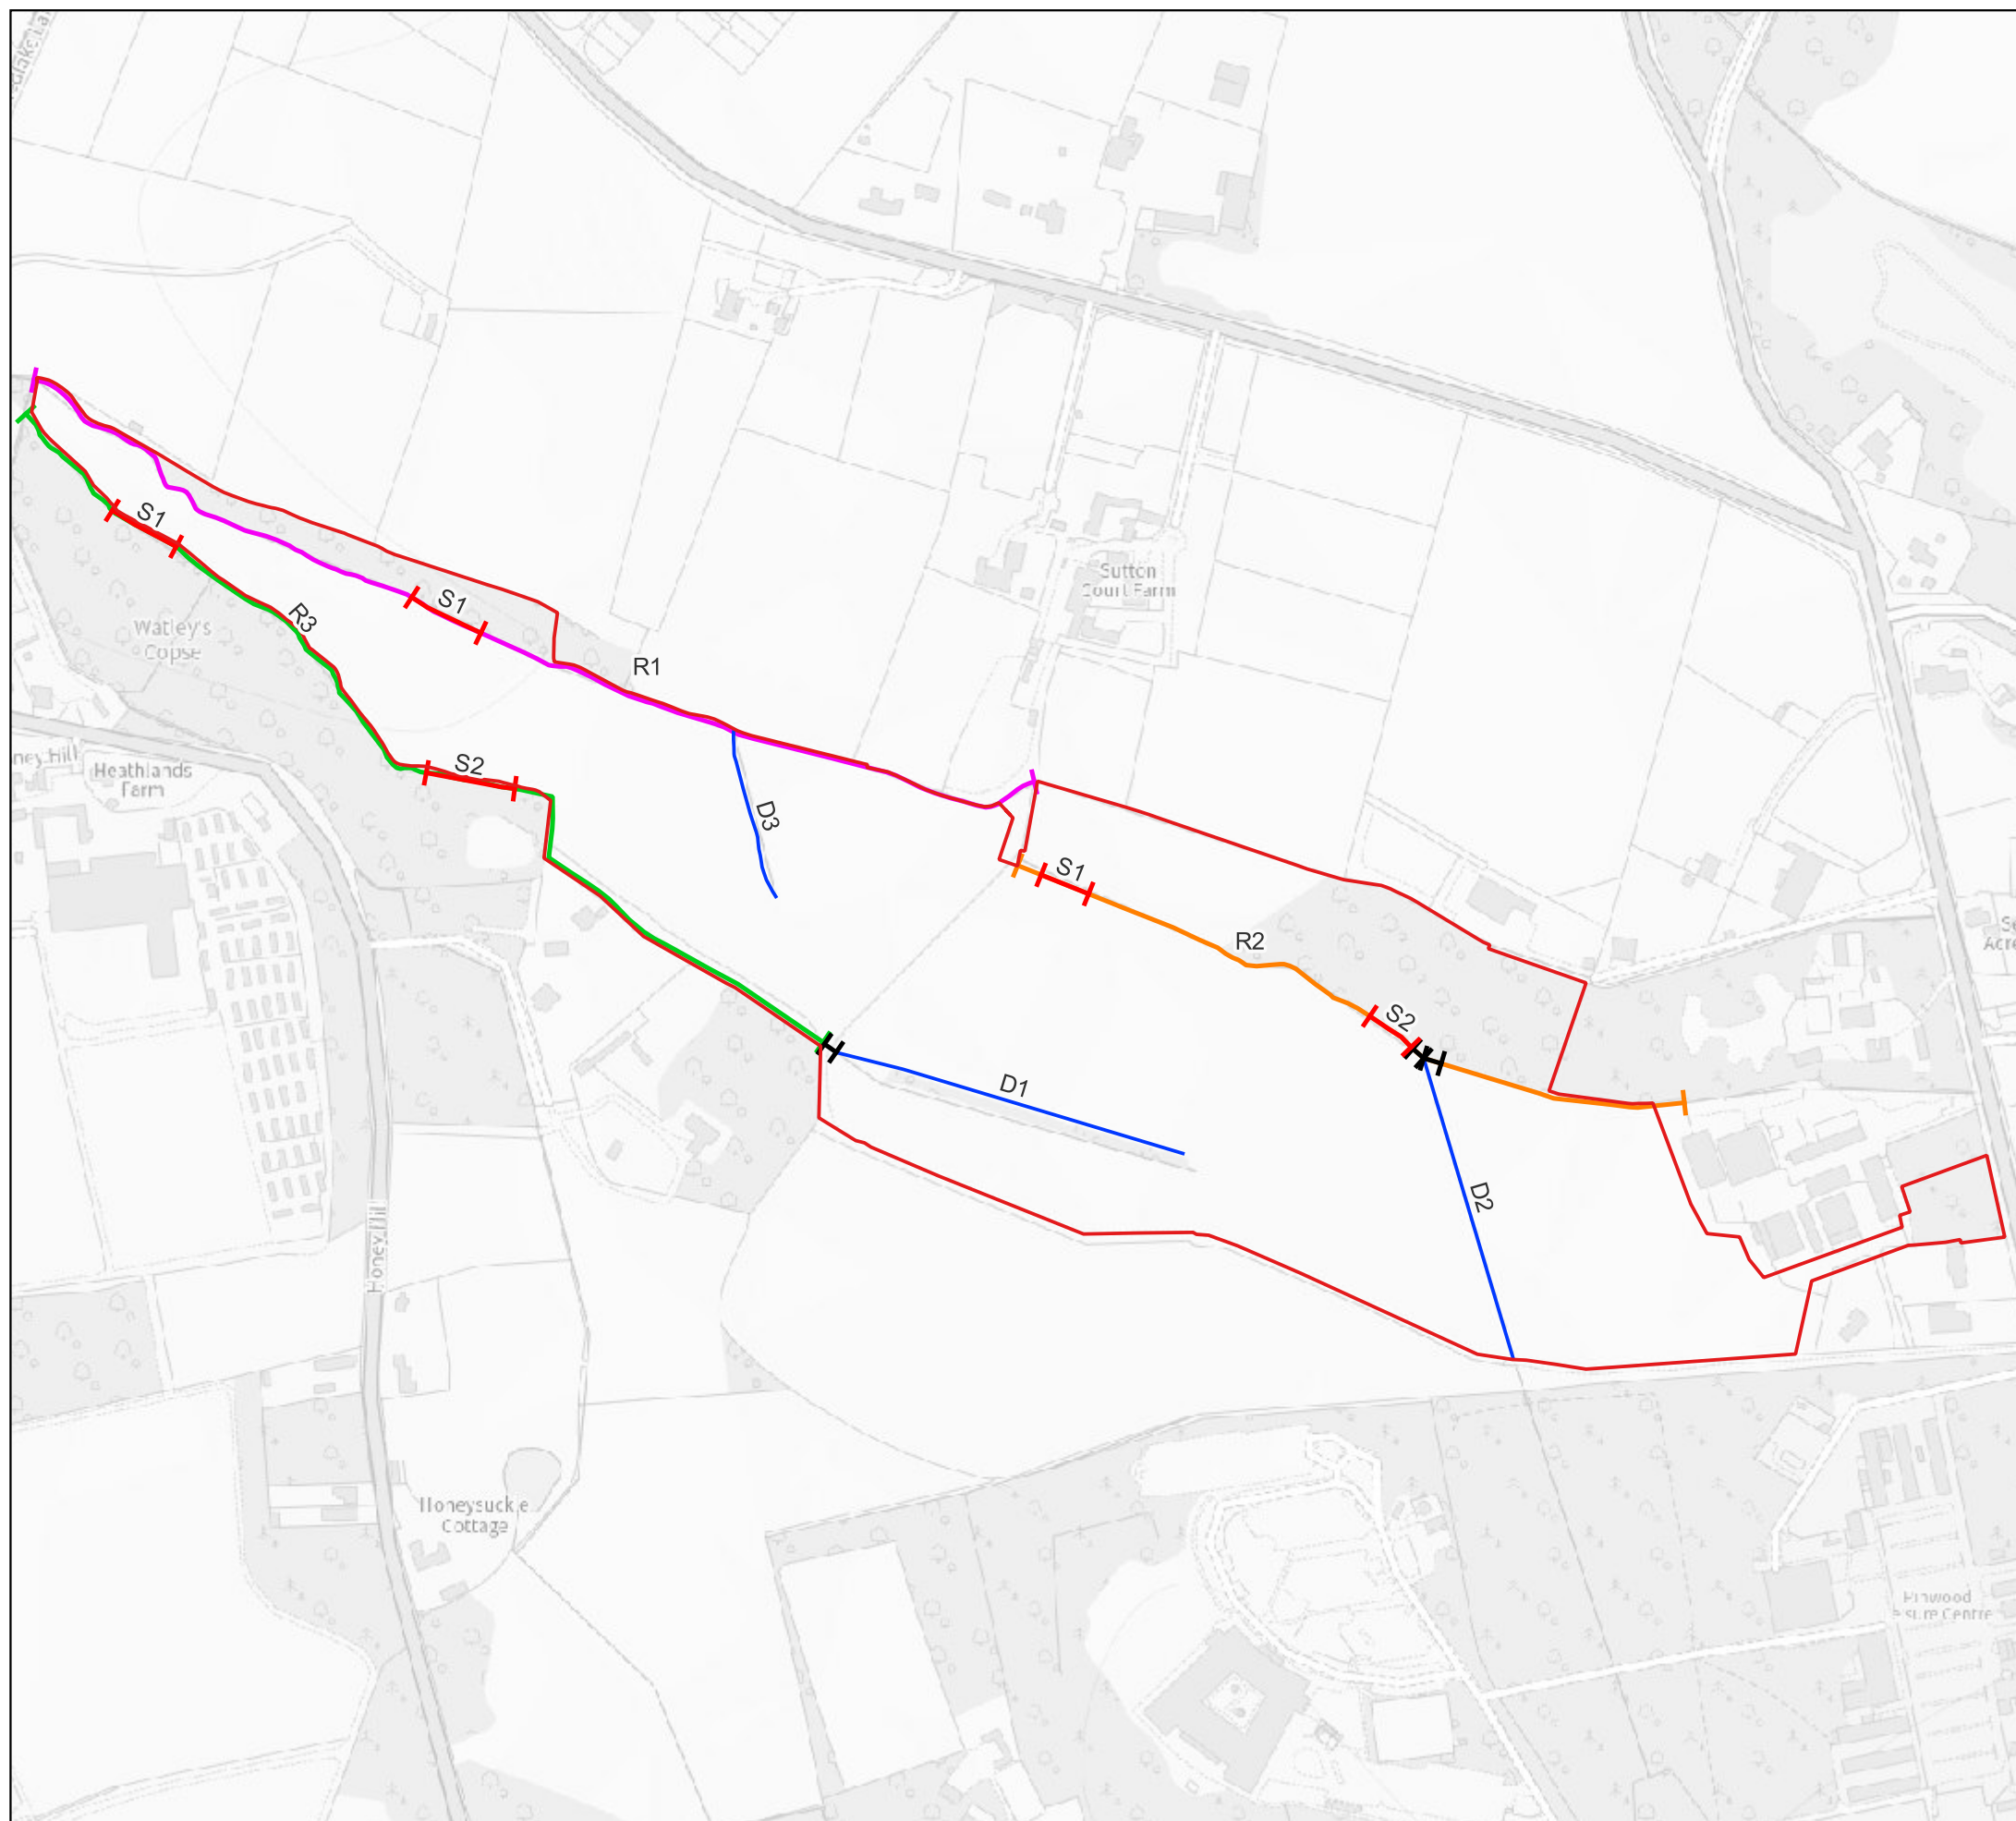 Sutton
Court Farm
S1
S1
R3
Watley's
Copse
R1
S2
Heathlands
Farm
D3
S1
R2
S2
D1
D2
Honey Hill
Honeysuckle
Cottage